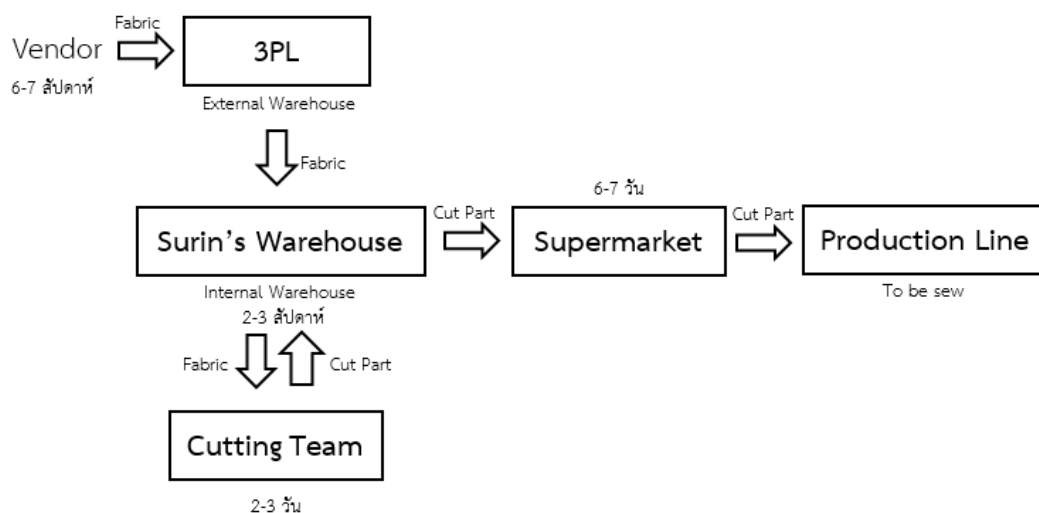 Fabric
Vendor
6-7 สัปดาห์
3PL
External Warehouse
Fabric
6-7 วัน
Surin's Warehouse
Cut Part
Supermarket
Cut Part
Production Line
Internal Warehouse
2-3 สัปดาห์
To be sew
Fabric
Cut Part
Cutting Team
2-3 วัน